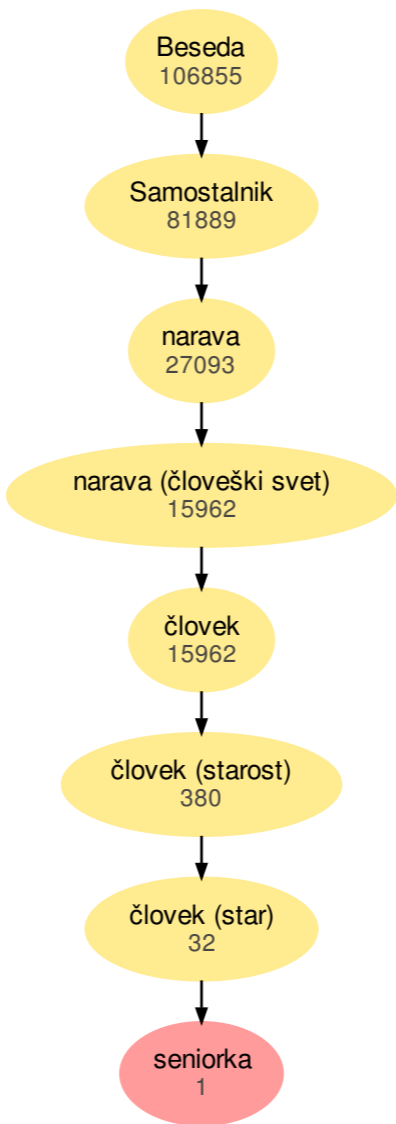 Beseda
106855
Samostalnik
81889
narava
27093
narava (človeški svet)
15962
človek
15962
človek (starost)
380
človek (star)
32
seniorka
1